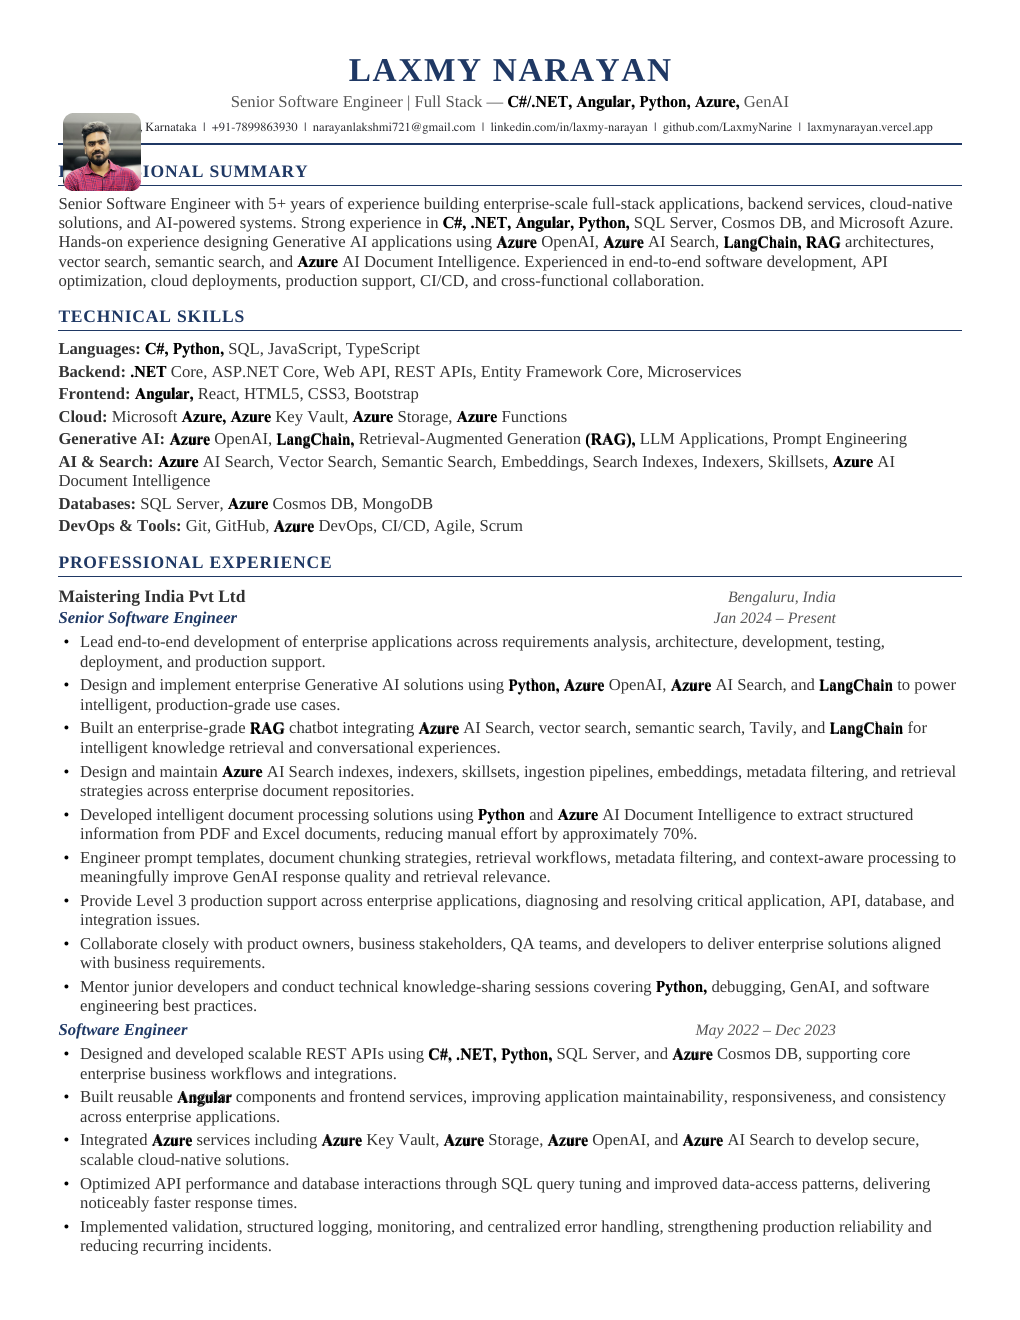 LAXMY NARAYAN
Senior Software Engineer | Full Stack — C#/.NET, Angular, Python, Azure, GenAI
, Karnataka | +91-7899863930 | narayanlakshmi721@gmail.com | linkedin.com/in/laxmy-narayan | github.com/LaxmyNarine | laxmynarayan.vercel.app
IONAL SUMMARY
Senior Software Engineer with 5+ years of experience building enterprise-scale full-stack applications, backend services, cloud-native
solutions, and AI-powered systems. Strong experience in C#, .NET, Angular, Python, SQL Server, Cosmos DB, and Microsoft Azure.
Hands-on experience designing Generative AI applications using Azure OpenAI, Azure AI Search, LangChain, RAG architectures,
vector search, semantic search, and Azure AI Document Intelligence. Experienced in end-to-end software development, API
optimization, cloud deployments, production support, CI/CD, and cross-functional collaboration.
TECHNICAL SKILLS
Languages: C#, Python, SQL, JavaScript, TypeScript
Backend: .NET Core, ASP.NET Core, Web API, REST APIs, Entity Framework Core, Microservices
Frontend: Angular, React, HTML5, CSS3, Bootstrap
Cloud: Microsoft Azure, Azure Key Vault, Azure Storage, Azure Functions
Generative AI: Azure OpenAI, LangChain, Retrieval-Augmented Generation (RAG), LLM Applications, Prompt Engineering
AI & Search: Azure AI Search, Vector Search, Semantic Search, Embeddings, Search Indexes, Indexers, Skillsets, Azure AI
Document Intelligence
Databases: SQL Server, Azure Cosmos DB, MongoDB
DevOps & Tools: Git, GitHub, Azure DevOps, CI/CD, Agile, Scrum
PROFESSIONAL EXPERIENCE
Maistering India Pvt Ltd Bengaluru, India
Senior Software Engineer Jan 2024 – Present
• Lead end-to-end development of enterprise applications across requirements analysis, architecture, development, testing,
deployment, and production support.
• Design and implement enterprise Generative AI solutions using Python, Azure OpenAI, Azure AI Search, and LangChain to power
intelligent, production-grade use cases.
• Built an enterprise-grade RAG chatbot integrating Azure AI Search, vector search, semantic search, Tavily, and LangChain for
intelligent knowledge retrieval and conversational experiences.
• Design and maintain Azure AI Search indexes, indexers, skillsets, ingestion pipelines, embeddings, metadata filtering, and retrieval
strategies across enterprise document repositories.
• Developed intelligent document processing solutions using Python and Azure AI Document Intelligence to extract structured
information from PDF and Excel documents, reducing manual effort by approximately 70%.
• Engineer prompt templates, document chunking strategies, retrieval workflows, metadata filtering, and context-aware processing to
meaningfully improve GenAI response quality and retrieval relevance.
• Provide Level 3 production support across enterprise applications, diagnosing and resolving critical application, API, database, and
integration issues.
• Collaborate closely with product owners, business stakeholders, QA teams, and developers to deliver enterprise solutions aligned
with business requirements.
• Mentor junior developers and conduct technical knowledge-sharing sessions covering Python, debugging, GenAI, and software
engineering best practices.
Software Engineer May 2022 – Dec 2023
• Designed and developed scalable REST APIs using C#, .NET, Python, SQL Server, and Azure Cosmos DB, supporting core
enterprise business workflows and integrations.
• Built reusable Angular components and frontend services, improving application maintainability, responsiveness, and consistency
across enterprise applications.
• Integrated Azure services including Azure Key Vault, Azure Storage, Azure OpenAI, and Azure AI Search to develop secure,
scalable cloud-native solutions.
• Optimized API performance and database interactions through SQL query tuning and improved data-access patterns, delivering
noticeably faster response times.
• Implemented validation, structured logging, monitoring, and centralized error handling, strengthening production reliability and
reducing recurring incidents.